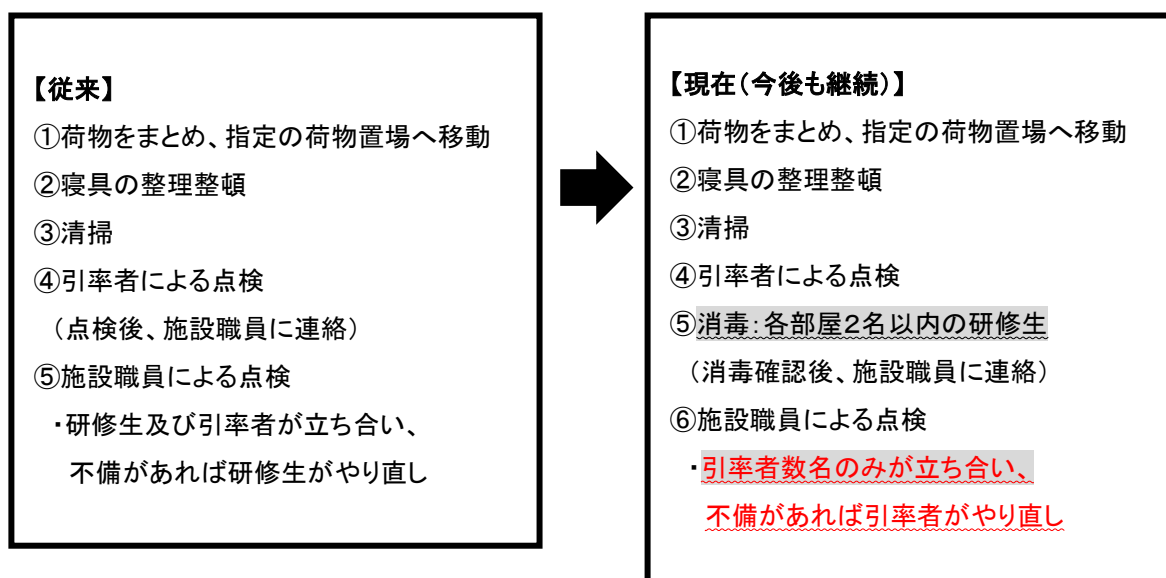 【従来】
①荷物をまとめ、指定の荷物置場へ移動
②寝具の整理整頓
③清掃
④引率者による点検
（点検後、施設職員に連絡）
⑤施設職員による点検
・研修生及び引率者が立ち合い、
不備があれば研修生がやり直し
【現在（今後も継続）】
①荷物をまとめ、指定の荷物置場へ移動
②寝具の整理整頓
③清掃
④引率者による点検
⑤消毒：各部屋２名以内の研修生
（消毒確認後、施設職員に連絡）
⑥施設職員による点検
・引率者数名のみが立ち合い、
不備があれば引率者がやり直し